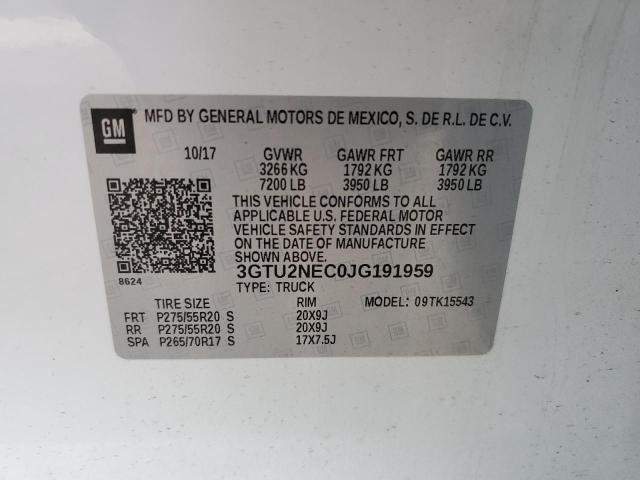 GM MFD BY GENERAL MOTORS DE MEXICO, S. DE R.L. DE C.V.
10/17 GVWR GAWR FRT GAWR RR
3266 KG 1792 KG 1792 KG
7200 LB 3950 LB 3950 LB
THIS VEHICLE CONFORMS TO ALL
APPLICABLE U.S. FEDERAL MOTOR
VEHICLE SAFETY STANDARDS IN EFFECT
ON THE DATE OF MANUFACTURE
SHOWN ABOVE.
8624
3GTU2NEC0JG191959
TYPE: TRUCK
TIRE SIZE RIM MODEL: 09TK15543
FRT P275/55R20 S 20X9J
RR P275/55R20 S 20X9J
SPA P265/70R17 S 17X7.5J